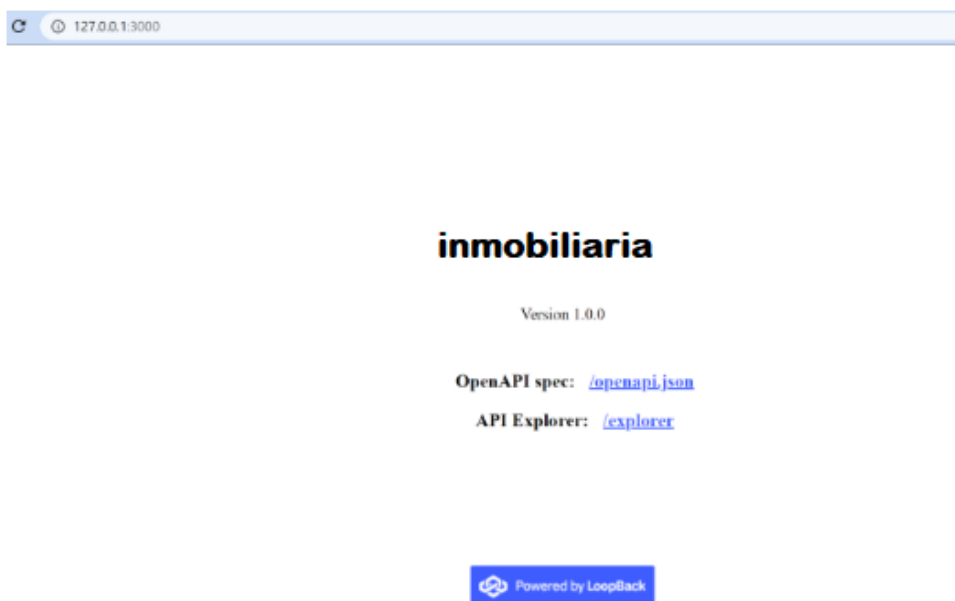 127.0.0.1:3000
inmobiliaria
Version 1.0.0
OpenAPI spec: /openapi.json
API Explorer: /explorer
Powered by LoopBack